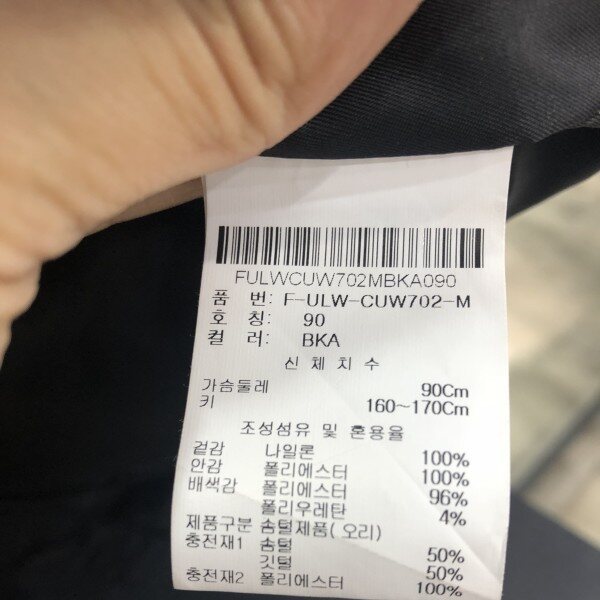 FULWCUW702MBKA090
품 번: F-ULW-CUW702-M
호 칭: 90
컬 러: BKA
신 체 치 수
가슴둘레 90Cm
키 160~170Cm
조성섬유 및 혼용율
겉감 나일론 100%
안감 폴리에스터 100%
배색감 폴리에스터 96%
폴리우레탄 4%
제품구분 솜털제품( 오리)
충전재1 솜털 50%
깃털 50%
충전재2 폴리에스터 100%